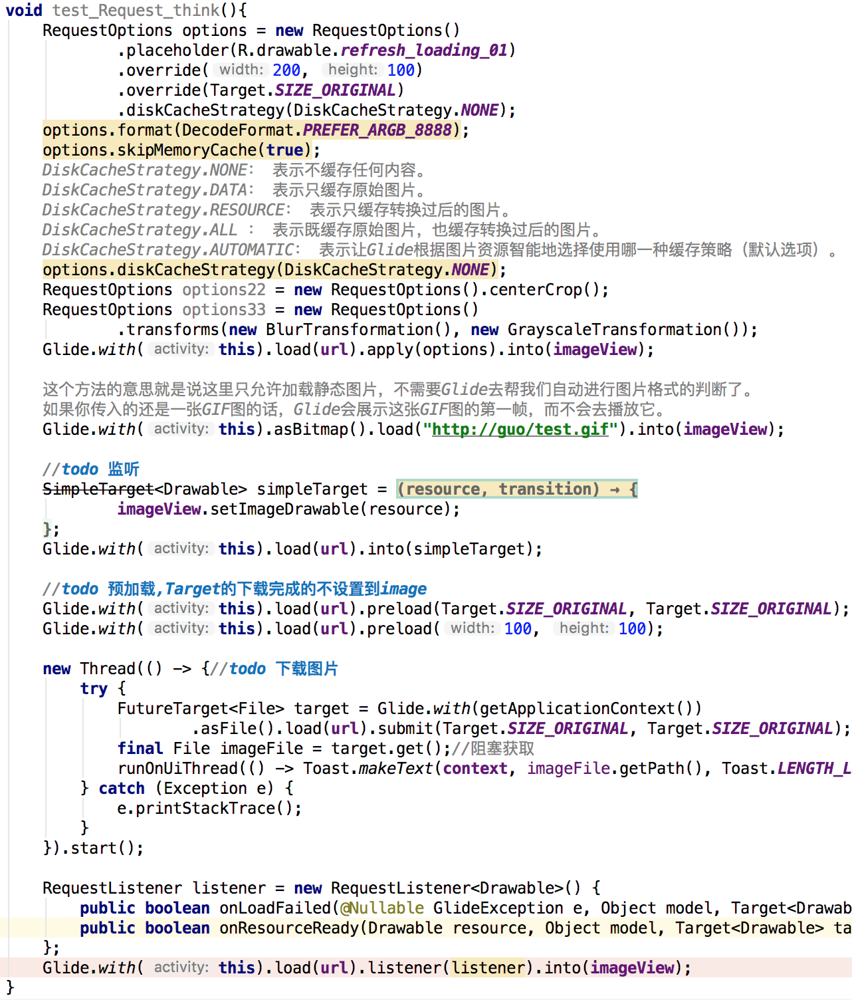 void test_Request_think(){
RequestOptions options = new RequestOptions()
.placeholder(R.drawable.refresh_loading_01)
.override( width: 200, height: 100)
.override(Target.SIZE_ORIGINAL)
.diskCacheStrategy(DiskCacheStrategy.NONE);
options.format(DecodeFormat.PREFER_ARGB_8888);
options.skipMemoryCache(true);
DiskCacheStrategy.NONE： 表示不缓存任何内容。
DiskCacheStrategy.DATA： 表示只缓存原始图片。
DiskCacheStrategy.RESOURCE： 表示只缓存转换过后的图片。
DiskCacheStrategy.ALL ： 表示既缓存原始图片，也缓存转换过后的图片。
DiskCacheStrategy.AUTOMATIC： 表示让Glide根据图片资源智能地选择使用哪一种缓存策略（默认选项）。
options.diskCacheStrategy(DiskCacheStrategy.NONE);
RequestOptions options22 = new RequestOptions().centerCrop();
RequestOptions options33 = new RequestOptions()
.transforms(new BlurTransformation(), new GrayscaleTransformation());
Glide.with( activity: this).load(url).apply(options).into(imageView);
这个方法的意思就是说这里只允许加载静态图片，不需要Glide去帮我们自动进行图片格式的判断了。
如果你传入的还是一张GIF图的话，Glide会展示这张GIF图的第一帧，而不会去播放它。
Glide.with( activity: this).asBitmap().load("http://guo/test.gif").into(imageView);
//todo 监听
SimpleTarget<Drawable> simpleTarget = (resource, transition) → {
imageView.setImageDrawable(resource);
};
Glide.with( activity: this).load(url).into(simpleTarget);
//todo 预加载,Target的下载完成的不设置到image
Glide.with( activity: this).load(url).preload(Target.SIZE_ORIGINAL, Target.SIZE_ORIGINAL);
Glide.with( activity: this).load(url).preload( width: 100, height: 100);
new Thread(() -> {//todo 下载图片
try {
FutureTarget<File> target = Glide.with(getApplicationContext())
.asFile().load(url).submit(Target.SIZE_ORIGINAL, Target.SIZE_ORIGINAL);
final File imageFile = target.get();//阻塞获取
runOnUiThread(() -> Toast.makeText(context, imageFile.getPath(), Toast.LENGTH_L
} catch (Exception e) {
e.printStackTrace();
}
}).start();
RequestListener listener = new RequestListener<Drawable>() {
public boolean onLoadFailed(@Nullable GlideException e, Object model, Target<Drawab
public boolean onResourceReady(Drawable resource, Object model, Target<Drawable> ta
};
Glide.with( activity: this).load(url).listener(listener).into(imageView);
}